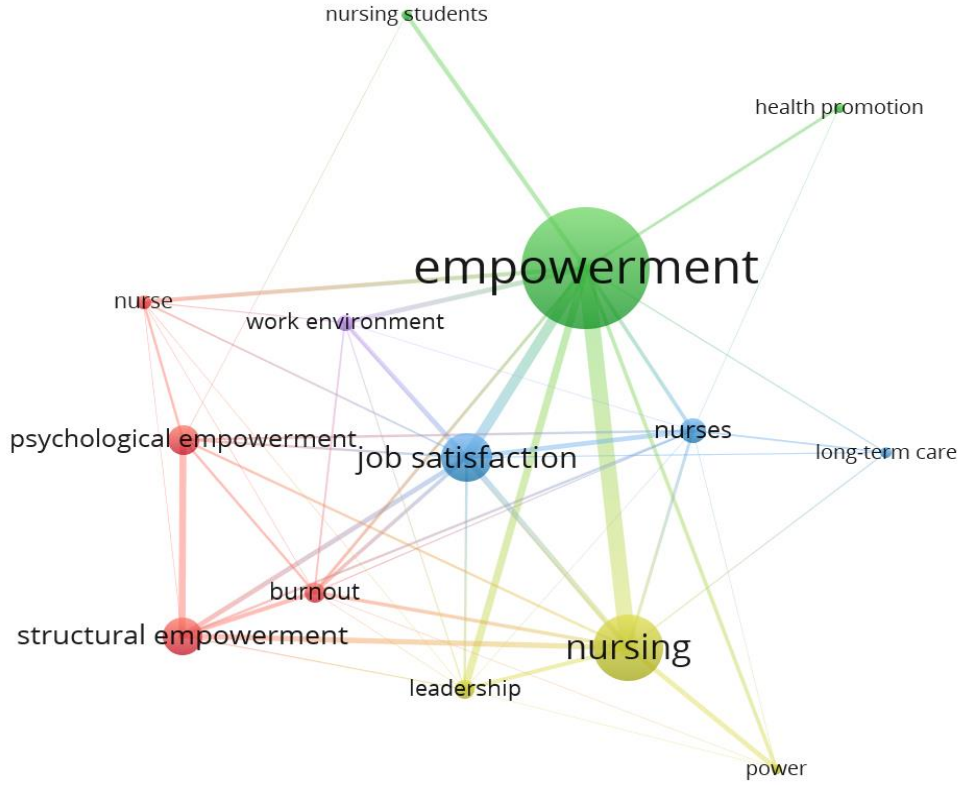 nursing students
health promotion
empowerment
nurse
work environment
nurses
psychological empowerment
job satisfaction
long-term care
burnout
structural empowerment
nursing
leadership
power